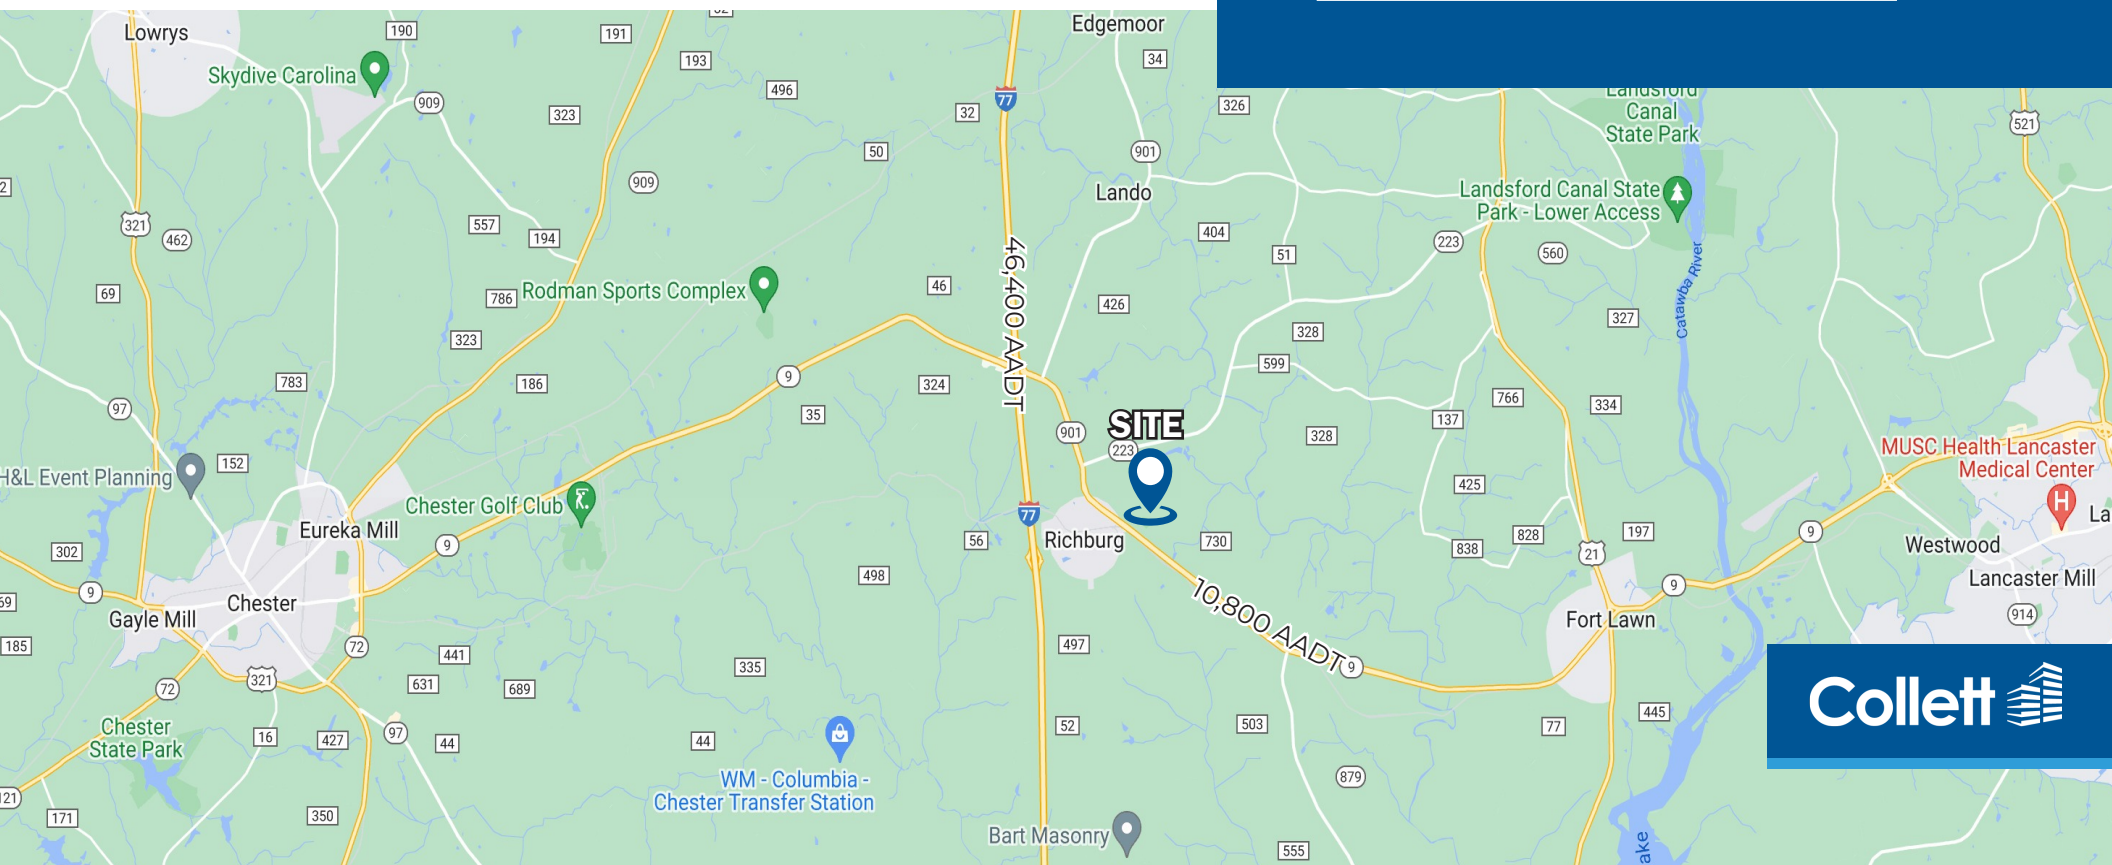 Lowrys
190
191
193
Edgemoor
34
Skydive Carolina
909
323
496
32
77
326
Landsford
Canal
State Park
521
50
901
909
Lando
Landsford Canal State
Park - Lower Access
321
462
557
194
404
223
560
51
69
786
Rodman Sports Complex
46
46,400 AADT
426
Catawba River
327
323
328
783
186
9
324
599
97
35
766
334
SITE
137
901
223
328
MUSC Health Lancaster
Medical Center
H&L Event Planning
152
Chester Golf Club
425
H
77
La
Eureka Mill
302
9
56
Richburg
730
838
828
21
197
9
Westwood
498
Lancaster Mill
9
Chester
10,800 AADT
9
Gayle Mill
Fort Lawn
914
185
72
441
335
497
9
321
631
689
72
Chester
State Park
16
427
97
44
44
52
503
77
445
Collett
WM - Columbia -
Chester Transfer Station
879
121
171
350
Bart Masonry
555